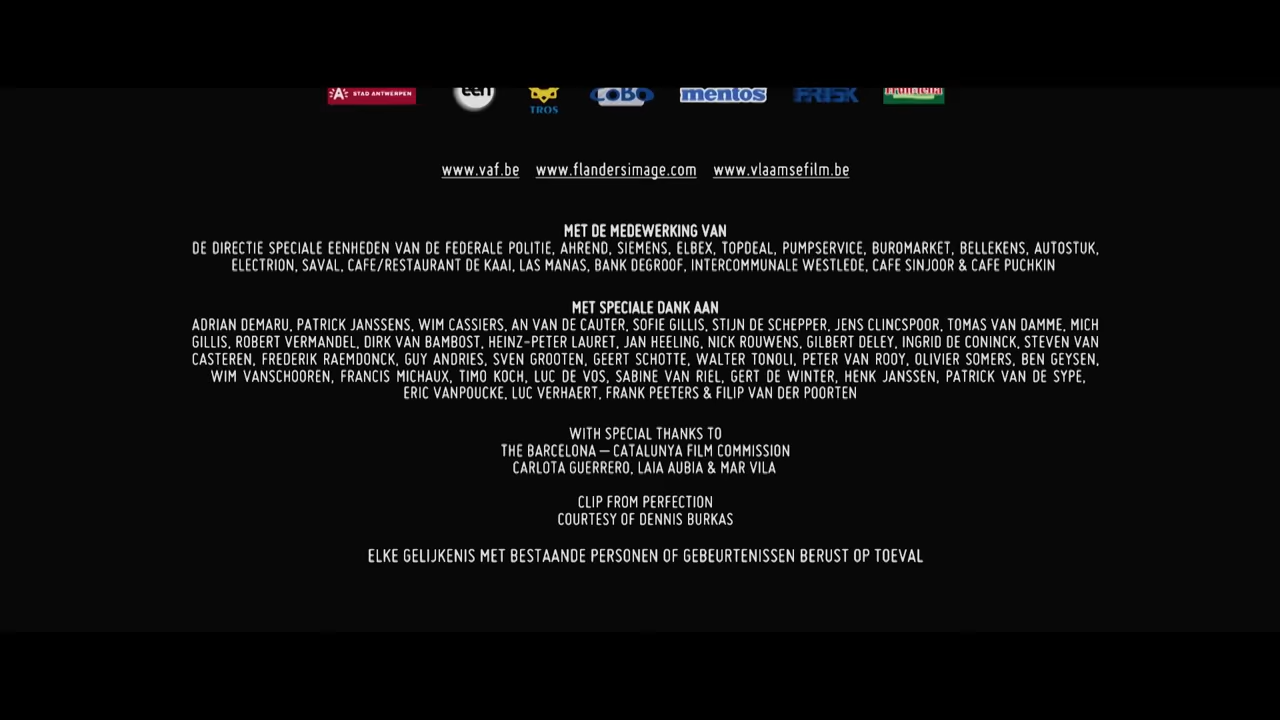 STAD ANTWERPEN een TROS LOBO mentos FRISK
www.vaf.be www.flandersimage.com www.vlaamsefilm.be
MET DE MEDEWERKING VAN
DE DIRECTIE SPECIALE EENHEDEN VAN DE FEDERALE POLITIE, AHREND, SIEMENS, ELBEX, TOPDEAL, PUMPSERVICE, BUROMARKET, BELLEKENS, AUTOSTUK,
ELECTRION, SAVAL, CAFE/RESTAURANT DE KAAI, LAS MANAS, BANK DEGROOF, INTERCOMMUNALE WESTLEDE, CAFE SINJOOR & CAFE PUCHKIN
MET SPECIALE DANK AAN
ADRIAN DEMARU, PATRICK JANSSENS, WIM CASSIERS, AN VAN DE CAUTER, SOFIE GILLIS, STIJN DE SCHEPPER, JENS CLINCSPOOR, TOMAS VAN DAMME, MICH
GILLIS, ROBERT VERMANDEL, DIRK VAN BAMBOST, HEINZ-PETER LAURET, JAN HEELING, NICK ROUWENS, GILBERT DELEY, INGRID DE CONINCK, STEVEN VAN
CASTEREN, FREDERIK RAEMDONCK, GUY ANDRIES, SVEN GROOTEN, GEERT SCHOTTE, WALTER TONOLI, PETER VAN ROOY, OLIVIER SOMERS, BEN GEYSEN,
WIM VANSCHOOREN, FRANCIS MICHAUX, TIMO KOCH, LUC DE VOS, SABINE VAN RIEL, GERT DE WINTER, HENK JANSSEN, PATRICK VAN DE SYPE,
ERIC VANPOUCKE, LUC VERHAERT, FRANK PEETERS & FILIP VAN DER POORTEN
WITH SPECIAL THANKS TO
THE BARCELONA – CATALUNYA FILM COMMISSION
CARLOTA GUERRERO, LAIA AUBIA & MAR VILA
CLIP FROM PERFECTION
COURTESY OF DENNIS BURKAS
ELKE GELIJKENIS MET BESTAANDE PERSONEN OF GEBEURTENISSEN BERUST OP TOEVAL